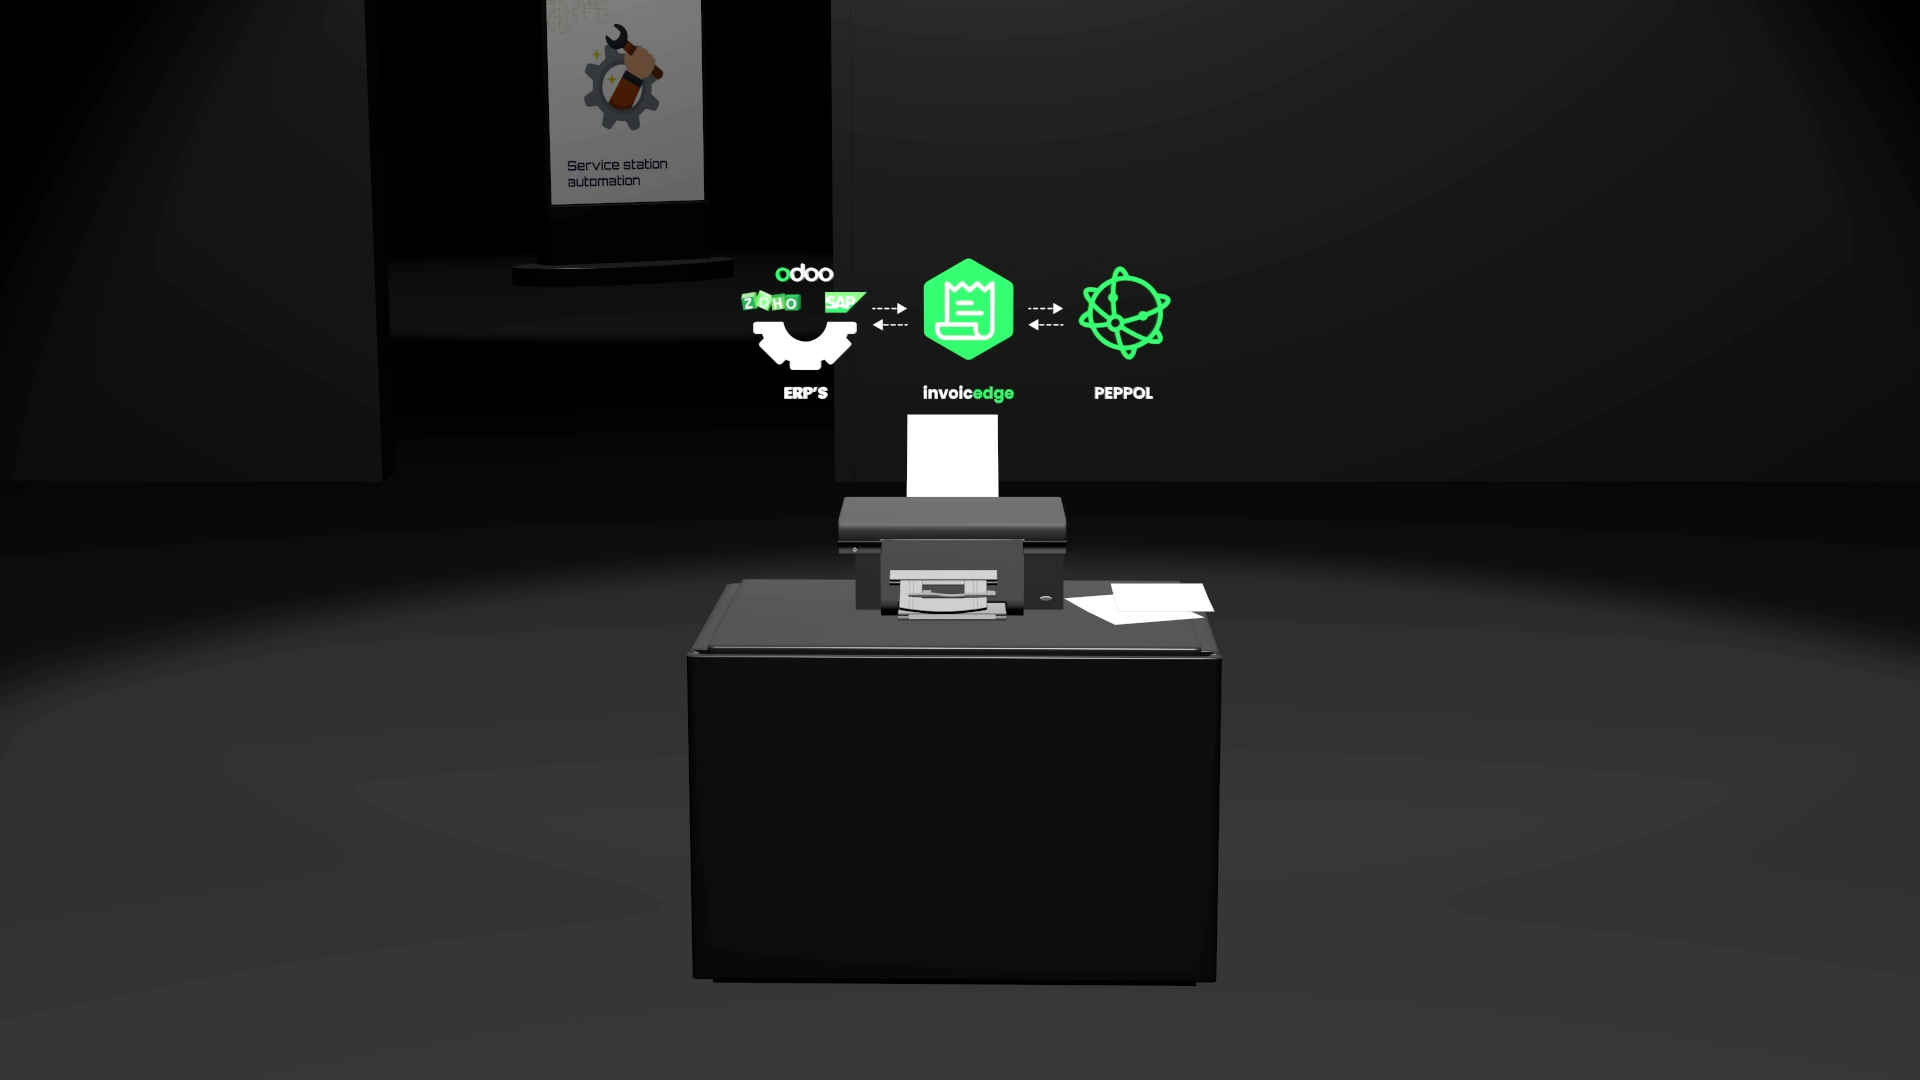 Service station
automation
odoo
ZOHO
SAP
ERP'S
invoicedge
PEPPOL